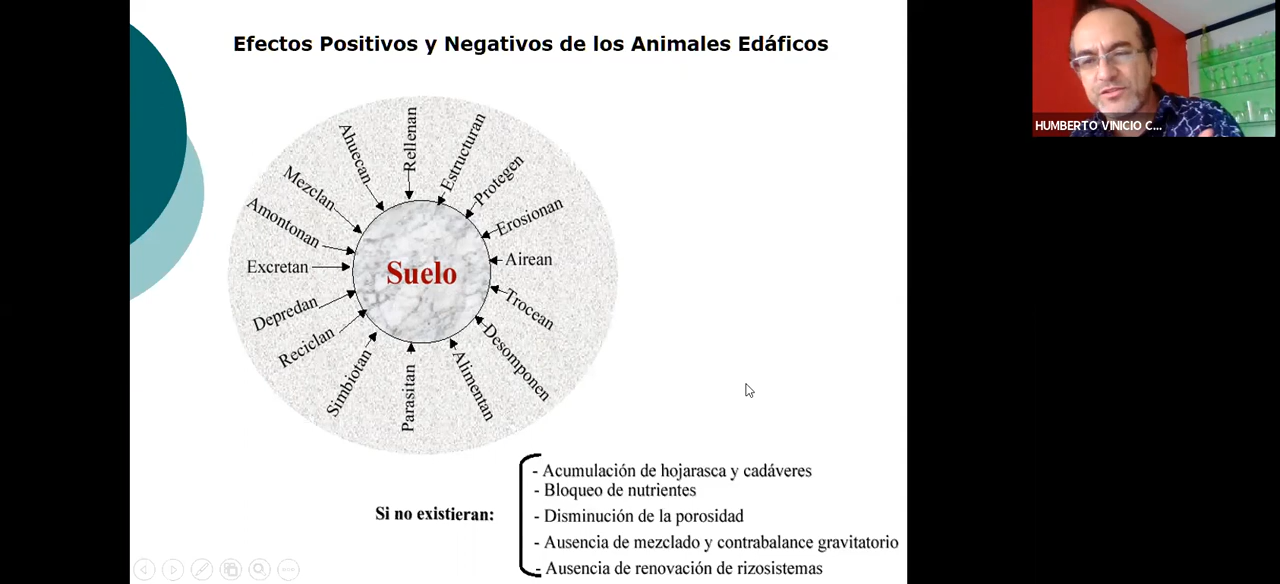 Efectos Positivos y Negativos de los Animales Edáficos
Rellenan
Estructuran
Protegen
Erosionan
Airean
Trocean
Desomponen
Alimentan
Parasitan
Simbiotan
Reciclan
Depredan
Excretan
Amontonan
Mezclan
Ahuecan
Suelo
Si no existieran:
- Acumulación de hojarasca y cadáveres
- Bloqueo de nutrientes
- Disminución de la porosidad
- Ausencia de mezclado y contrabalance gravitatorio
- Ausencia de renovación de rizosistemas
HUMBERTO VINICIO C...